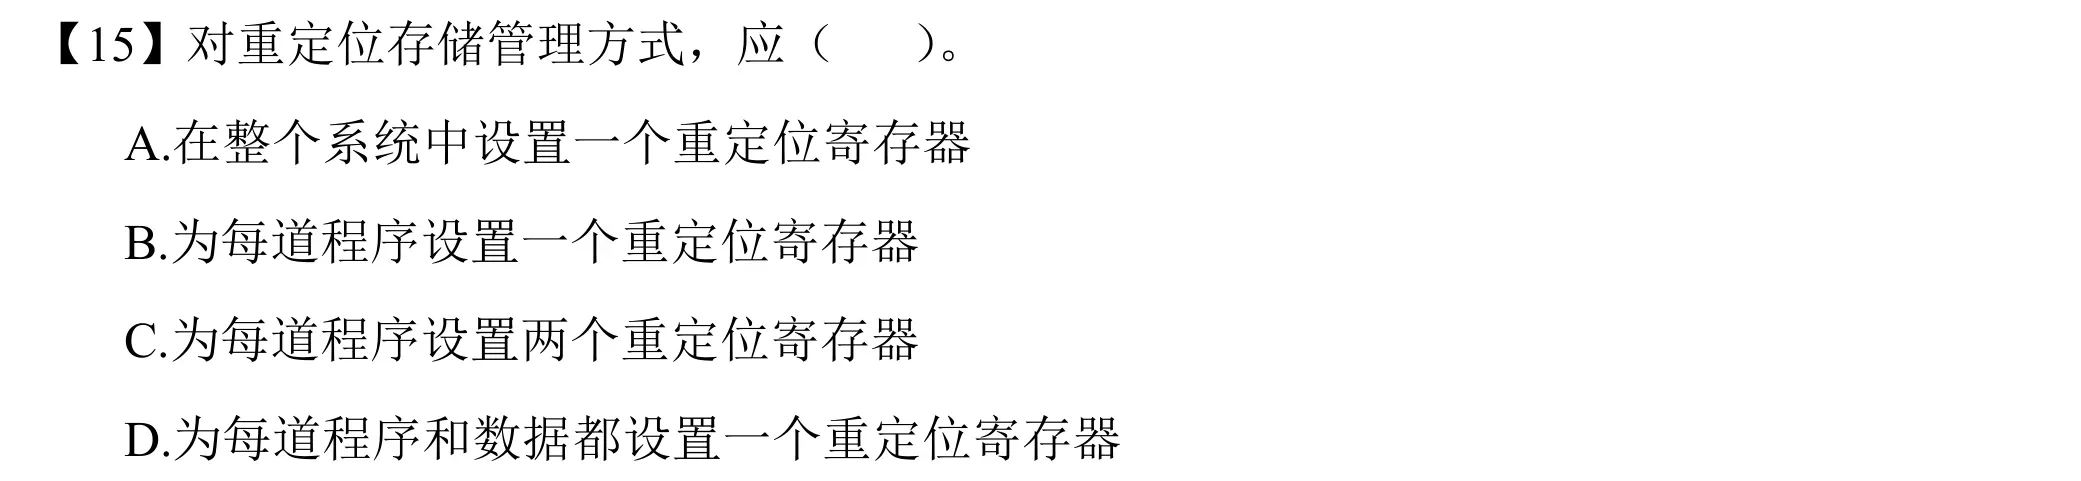 【15】对重定位存储管理方式，应（　　）。
A.在整个系统中设置一个重定位寄存器
B.为每道程序设置一个重定位寄存器
C.为每道程序设置两个重定位寄存器
D.为每道程序和数据都设置一个重定位寄存器